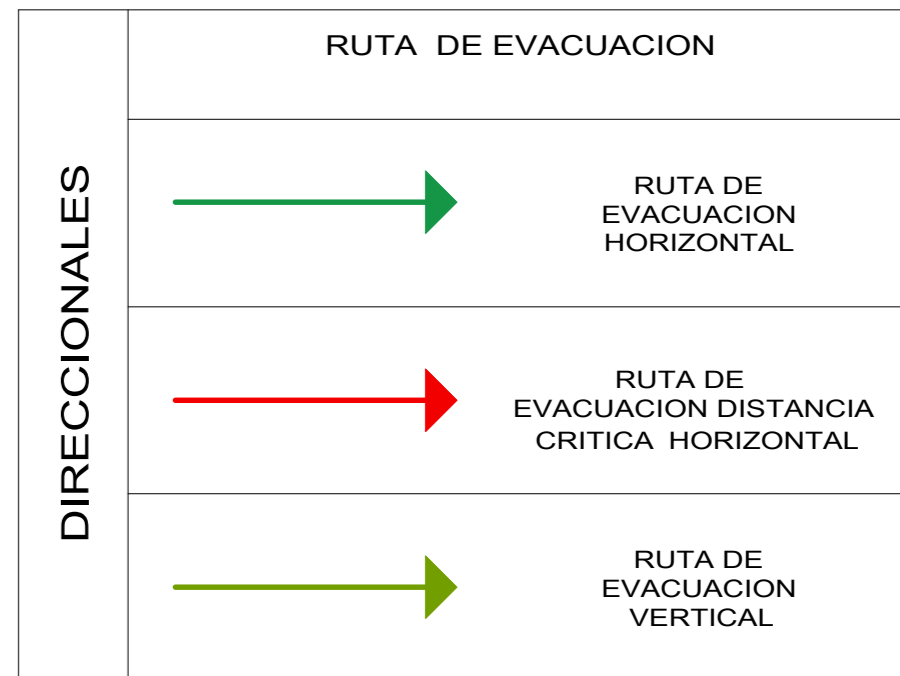 DIRECCIONALES
RUTA DE EVACUACION
RUTA DE
EVACUACION
HORIZONTAL
RUTA DE
EVACUACION DISTANCIA
CRITICA HORIZONTAL
RUTA DE
EVACUACION
VERTICAL